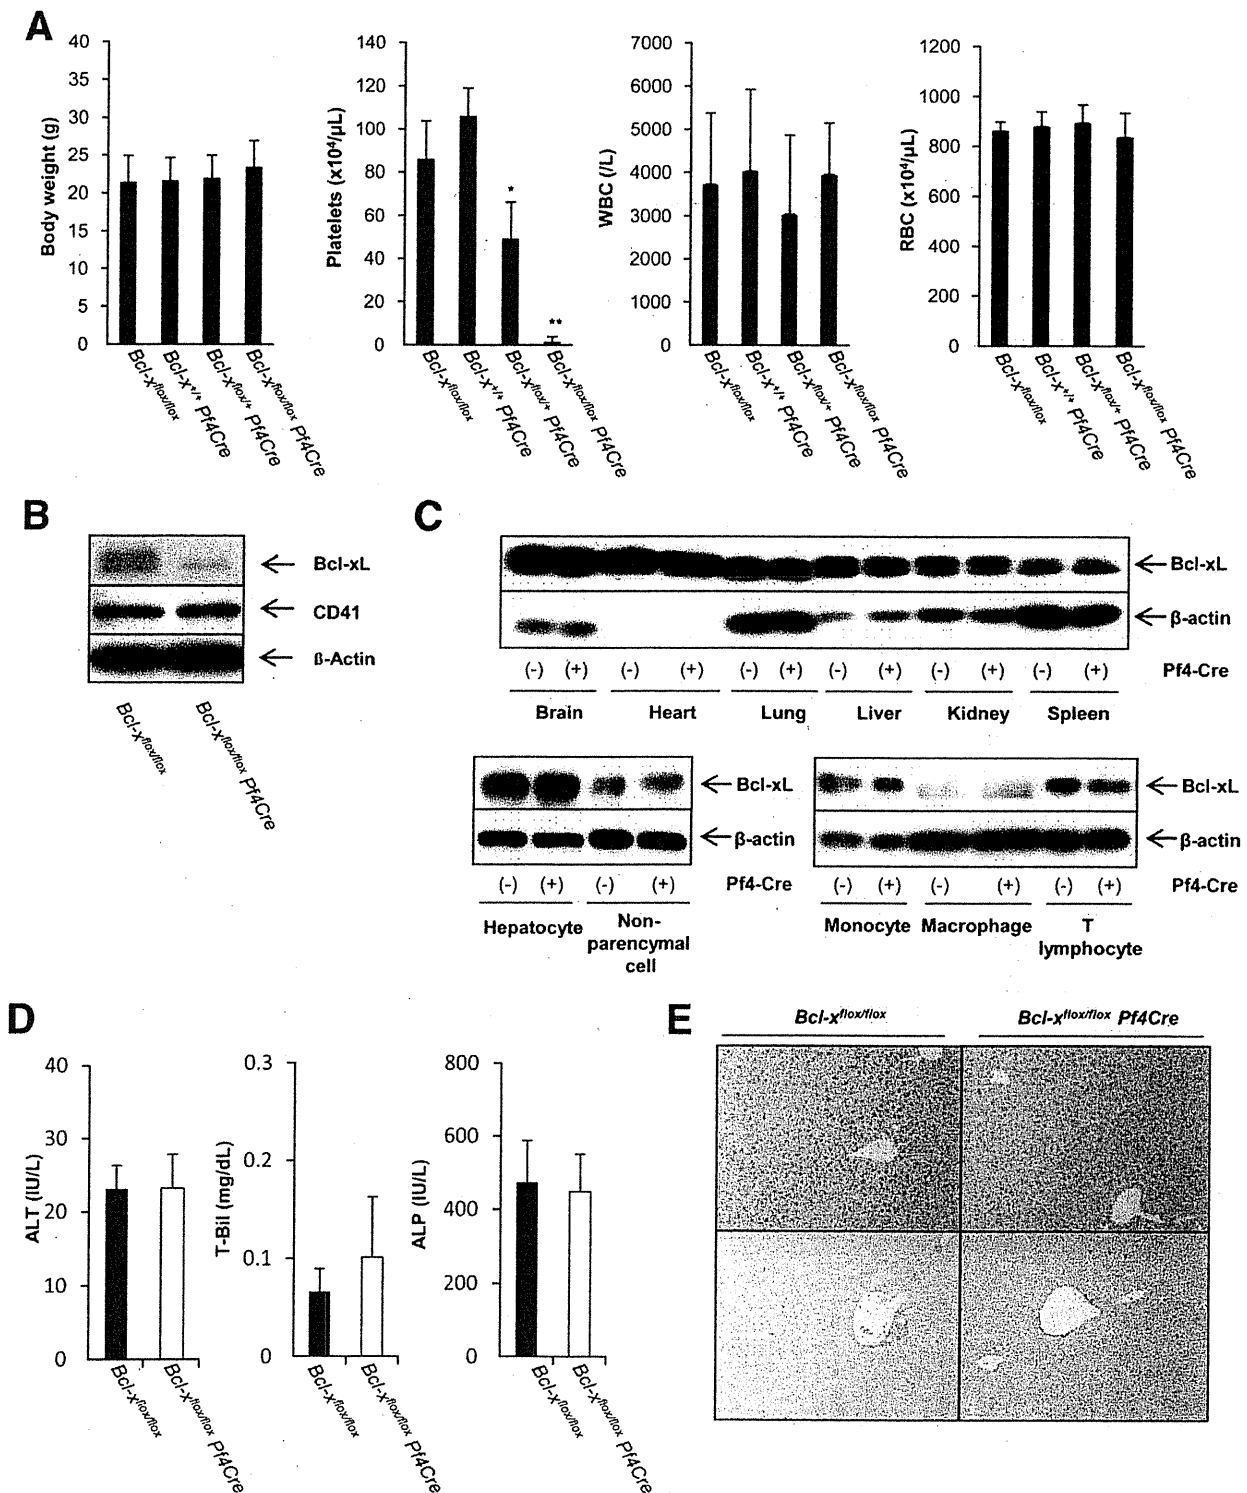 A
Body weight (g)
40
35
30
25
20
15
10
5
0
Bcl-x^flox/flox
Bcl-x^+/+ Pf4Cre
Bcl-x^flox/+ Pf4Cre
Bcl-x^flox/flox Pf4Cre
Platelets (x10⁴/μL)
140
120
100
80
60
40
20
0
*
**
Bcl-x^flox/flox
Bcl-x^+/+ Pf4Cre
Bcl-x^flox/+ Pf4Cre
Bcl-x^flox/flox Pf4Cre
WBC (/L)
7000
6000
5000
4000
3000
2000
1000
0
Bcl-x^flox/flox
Bcl-x^+/+ Pf4Cre
Bcl-x^flox/+ Pf4Cre
Bcl-x^flox/flox Pf4Cre
RBC (x10⁴/μL)
1200
1000
800
600
400
200
0
Bcl-x^flox/flox
Bcl-x^+/+ Pf4Cre
Bcl-x^flox/+ Pf4Cre
Bcl-x^flox/flox Pf4Cre
B
Bcl-xL
CD41
ß-Actin
Bcl-x^flox/flox
Bcl-x^flox/flox Pf4Cre
C
Bcl-xL
β-actin
(-) (+) (-) (+) (-) (+) (-) (+) (-) (+) (-) (+) Pf4-Cre
Brain Heart Lung Liver Kidney Spleen
Bcl-xL
β-actin
(-) (+) (-) (+) Pf4-Cre
Hepatocyte Non-
parencymal
cell
Bcl-xL
β-actin
(-) (+) (-) (+) (-) (+) Pf4-Cre
Monocyte Macrophage T
lymphocyte
D
ALT (IU/L)
40
30
20
10
0
Bcl-x^flox/flox
Bcl-x^flox/flox Pf4Cre
T-Bil (mg/dL)
0.3
0.2
0.1
0
Bcl-x^flox/flox
Bcl-x^flox/flox Pf4Cre
ALP (IU/L)
800
600
400
200
0
Bcl-x^flox/flox
Bcl-x^flox/flox Pf4Cre
E
Bcl-x^flox/flox Bcl-x^flox/flox Pf4Cre